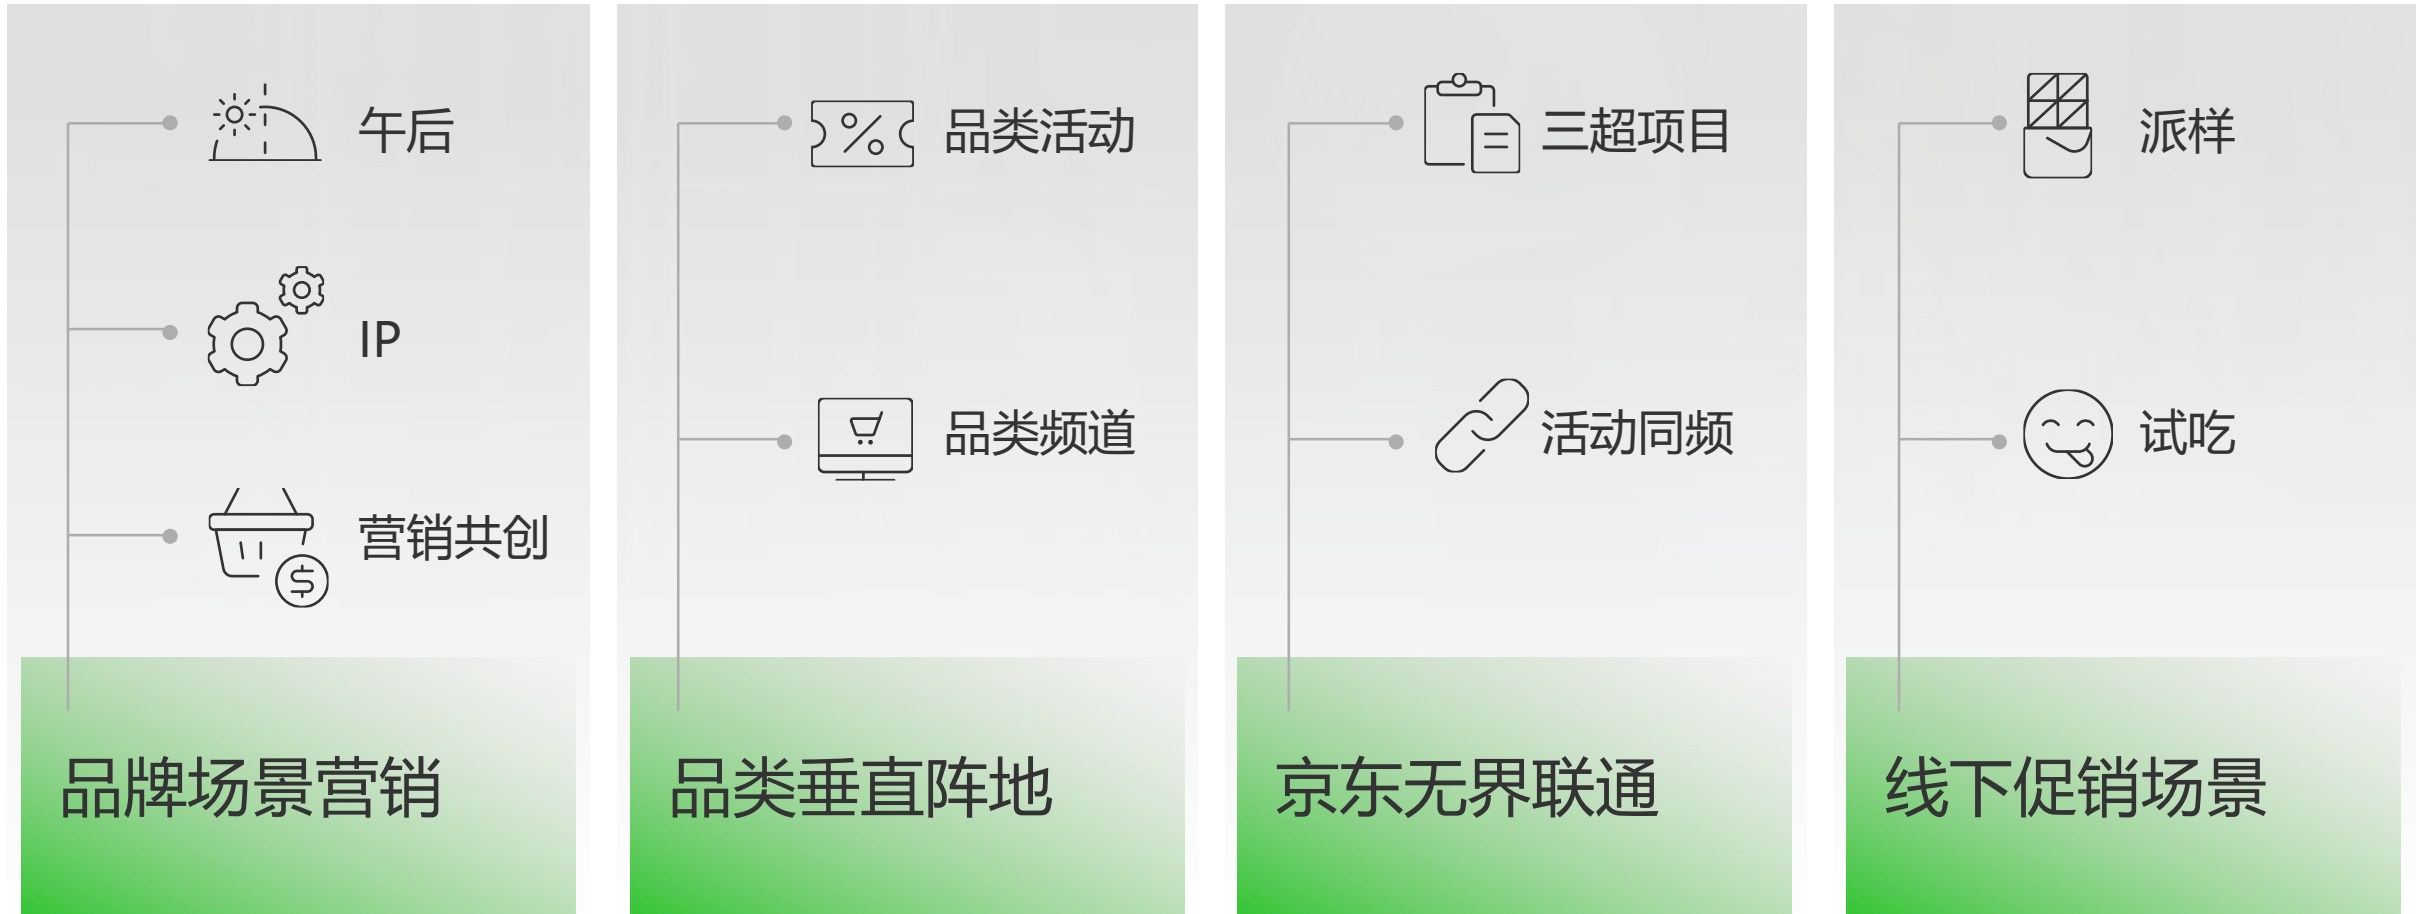 午后
IP
营销共创
品牌场景营销
品类活动
品类频道
品类垂直阵地
三超项目
活动同频
京东无界联通
派样
试吃
线下促销场景